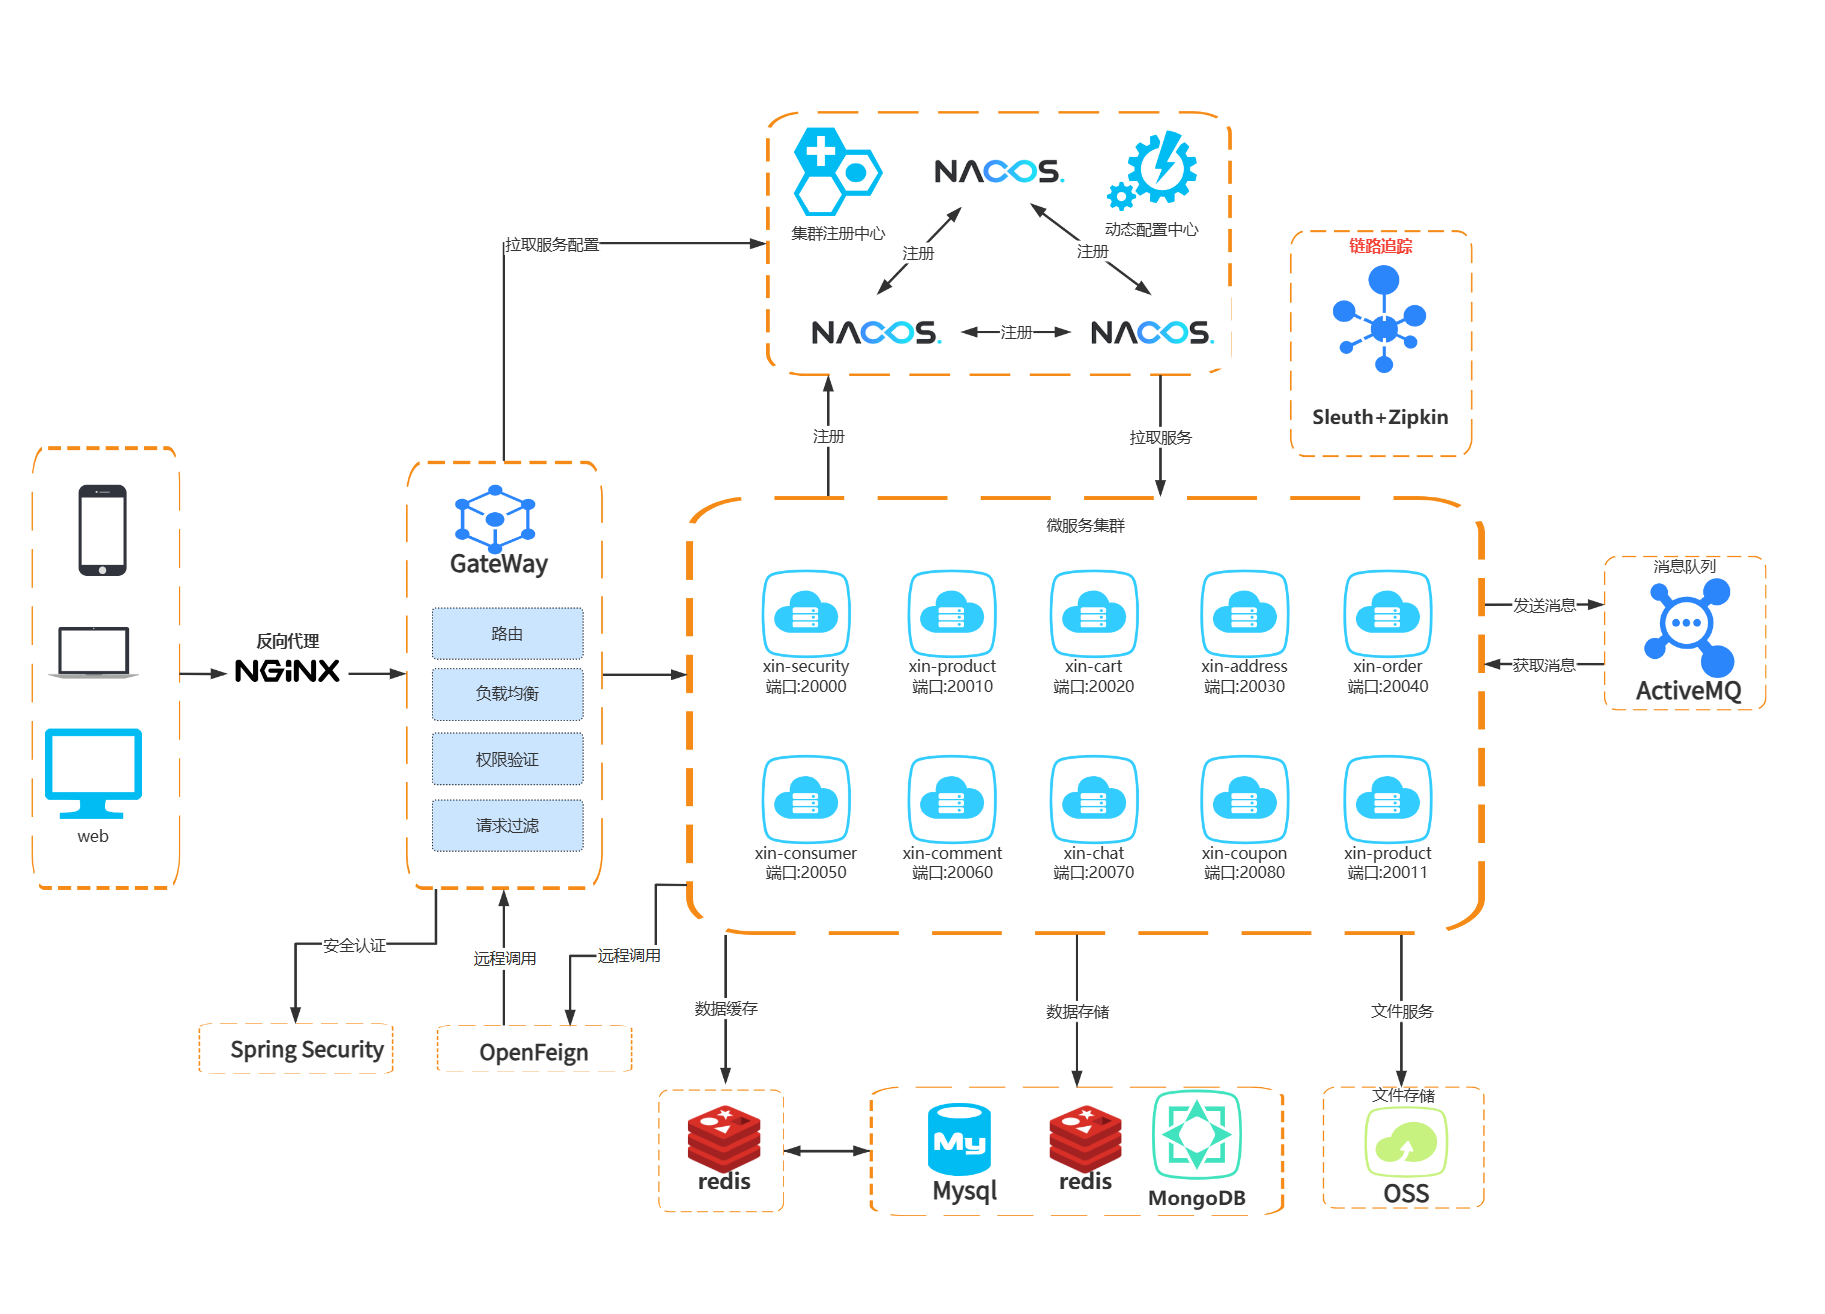 NACOS.
集群注册中心
动态配置中心
拉取服务配置
注册
注册
链路追踪
NACOS.
注册
NACOS.
Sleuth+Zipkin
注册
拉取服务
微服务集群
GateWay
消息队列
发送消息
路由
反向代理
NGiNX
负载均衡
xin-security
端口:20000
xin-product
端口:20010
xin-cart
端口:20020
xin-address
端口:20030
xin-order
端口:20040
获取消息
ActiveMQ
权限验证
请求过滤
web
xin-consumer
端口:20050
xin-comment
端口:20060
xin-chat
端口:20070
xin-coupon
端口:20080
xin-product
端口:20011
安全认证
远程调用
远程调用
数据缓存
数据存储
文件服务
Spring Security
OpenFeign
文件存储
redis
My
Mysql
redis
MongoDB
OSS